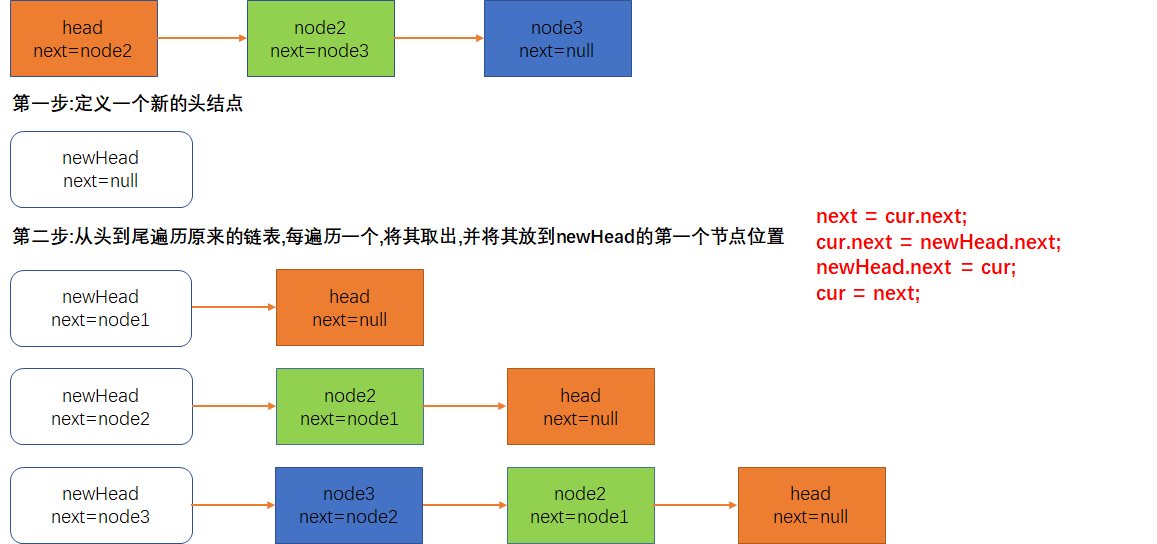 head
next=node2
node2
next=node3
node3
next=null
第一步:定义一个新的头结点
newHead
next=null
第二步:从头到尾遍历原来的链表,每遍历一个,将其取出,并将其放到newHead的第一个节点位置
next = cur.next;
cur.next = newHead.next;
newHead.next = cur;
cur = next;
newHead
next=node1
head
next=null
newHead
next=node2
node2
next=node1
head
next=null
newHead
next=node3
node3
next=node2
node2
next=node1
head
next=null